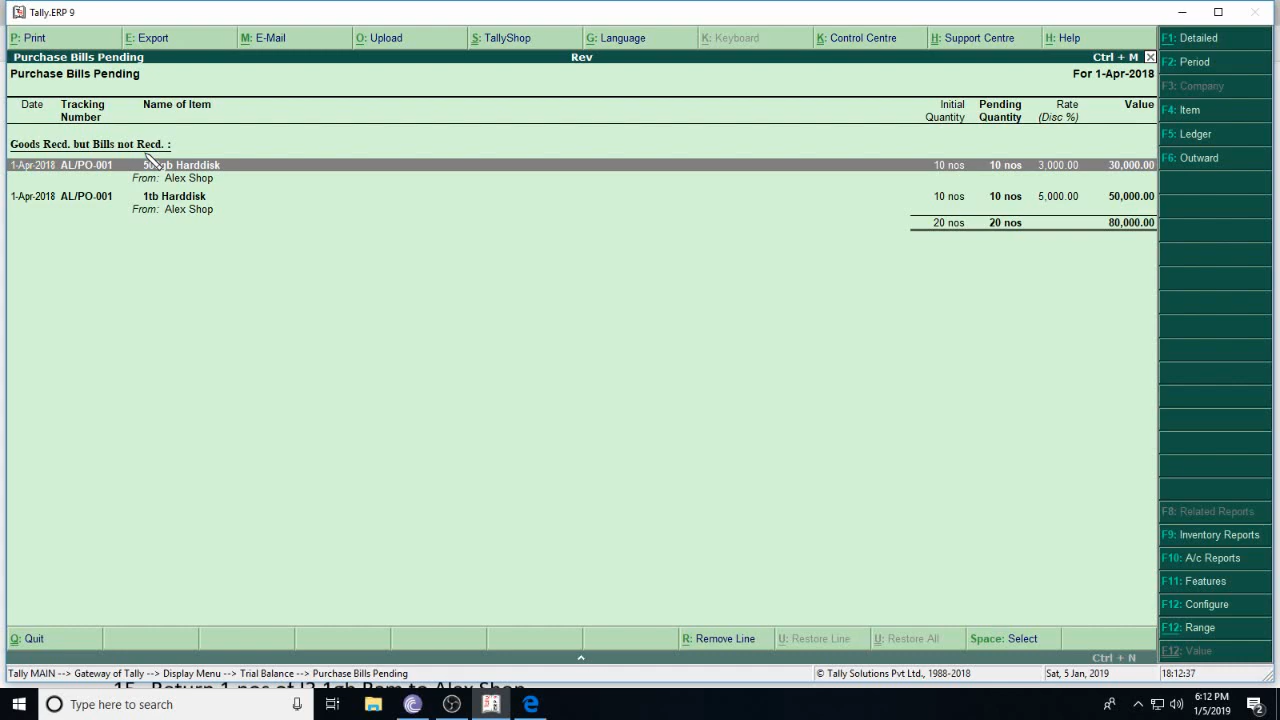 Tally.ERP 9
P: Print E: Export M: E-Mail O: Upload S: TallyShop G: Language K: Keyboard K: Control Centre H: Support Centre H: Help
Purchase Bills Pending Rev Ctrl + M
Purchase Bills Pending For 1-Apr-2018
Date Tracking Number Name of Item Initial Quantity Pending Quantity Rate (Disc %) Value
Goods Recd. but Bills not Recd. :
1-Apr-2018 AL/PO-001 Harddisk 10 nos 10 nos 3,000.00 30,000.00
From: Alex Shop
1-Apr-2018 AL/PO-001 1tb Harddisk 10 nos 10 nos 5,000.00 50,000.00
From: Alex Shop
20 nos 20 nos 80,000.00
F1: Detailed
F2: Period
F3: Company
F4: Item
F5: Ledger
F6: Outward
F8: Related Reports
F9: Inventory Reports
F10: A/c Reports
F11: Features
F12: Configure
F12: Range
F12: Value
Q: Quit R: Remove Line U: Restore Line U: Restore All Space: Select
Ctrl + N
Tally MAIN --> Gateway of Tally --> Display Menu --> Trial Balance --> Purchase Bills Pending © Tally Solutions Pvt Ltd., 1988-2018 Sat, 5 Jan, 2019 18:12:37
Type here to search 6:12 PM
1/5/2019 2